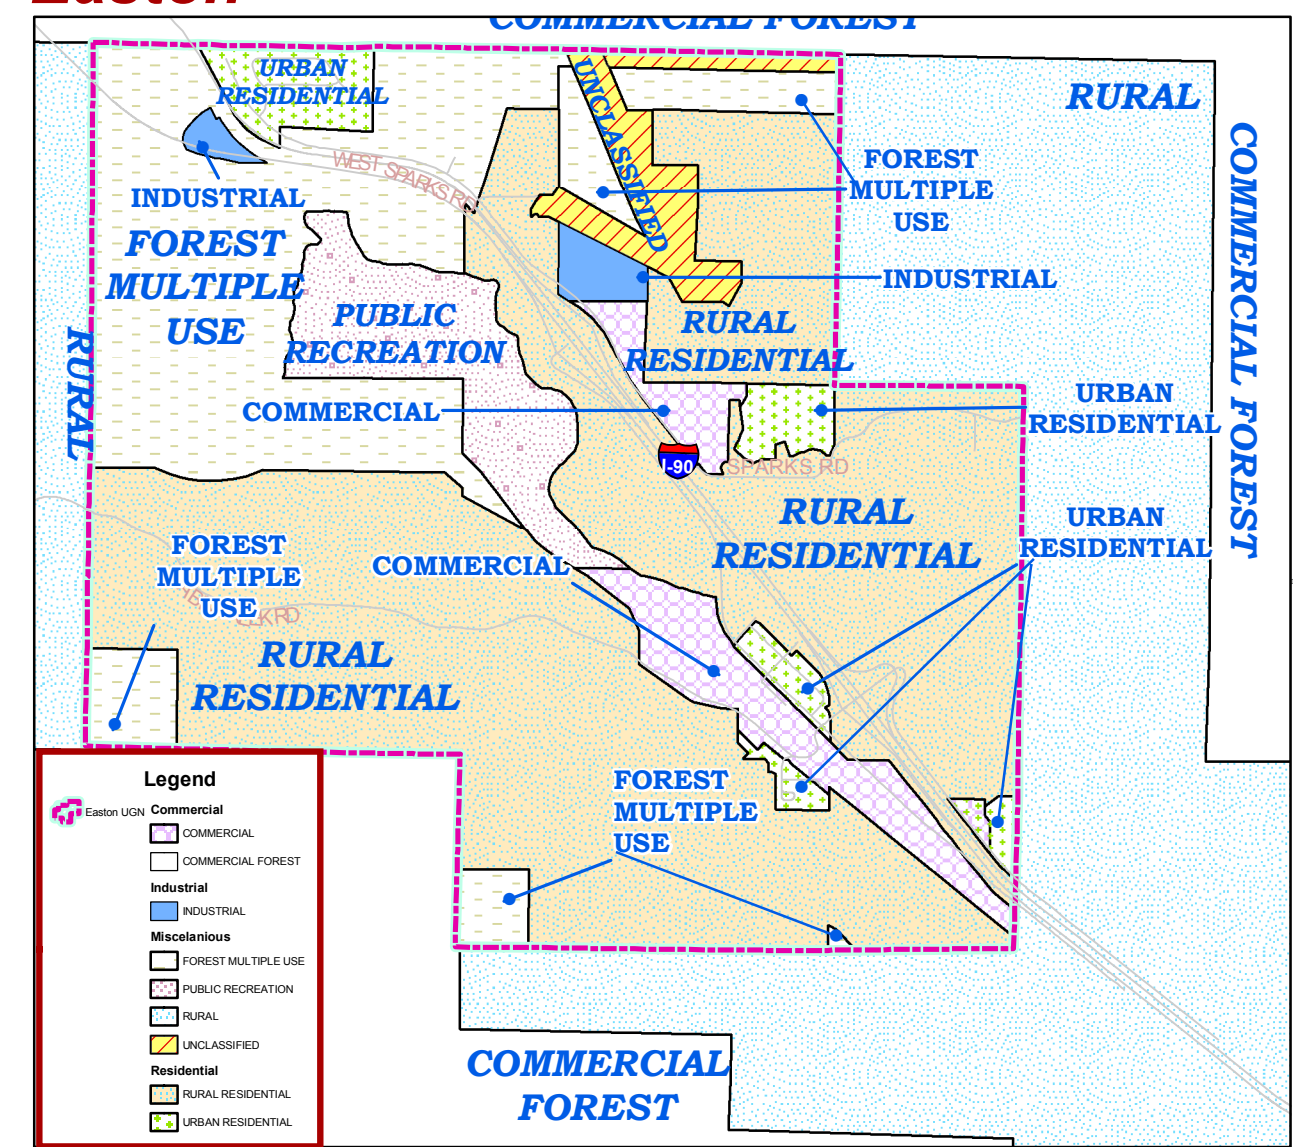 Easton
COMMERCIAL FOREST
URBAN
RESIDENTIAL
UNCLASSIFIED
RURAL
WEST SPARKS RD
FOREST
MULTIPLE
USE
INDUSTRIAL
FOREST
MULTIPLE
USE
COMMERCIAL FOREST
INDUSTRIAL
PUBLIC
RECREATION
RURAL
RESIDENTIAL
RURAL
COMMERCIAL
URBAN
RESIDENTIAL
I-90
SPARKS RD
RURAL
RESIDENTIAL
URBAN
RESIDENTIAL
FOREST
MULTIPLE
USE
COMMERCIAL
RD
RURAL
RESIDENTIAL
FOREST
MULTIPLE
USE
Legend
Easton UGN
Commercial
COMMERCIAL
COMMERCIAL FOREST
Industrial
INDUSTRIAL
Miscelanious
FOREST MULTIPLE USE
PUBLIC RECREATION
RURAL
UNCLASSIFIED
Residential
RURAL RESIDENTIAL
URBAN RESIDENTIAL
COMMERCIAL
FOREST